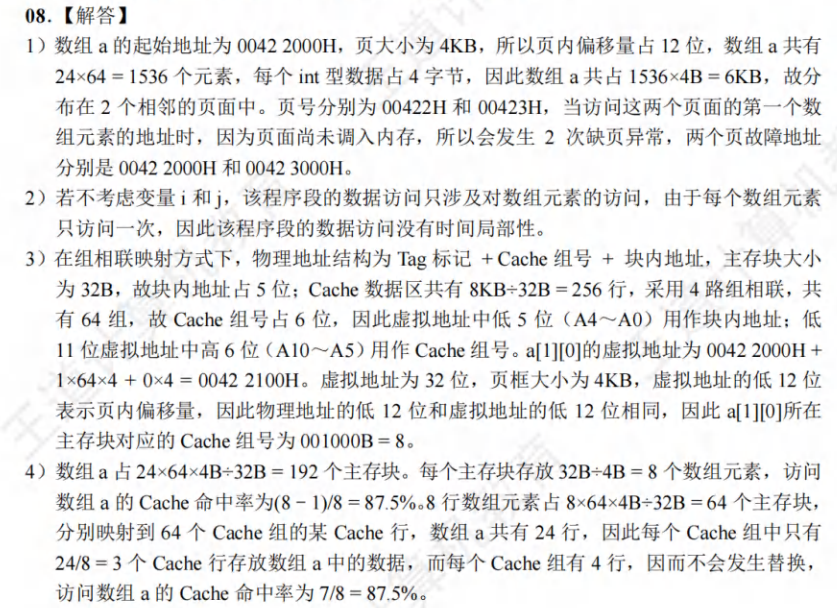 08.【解答】
1）数组 a 的起始地址为 0042 2000H，页大小为 4KB，所以页内偏移量占 12 位，数组 a 共有
24×64 = 1536 个元素，每个 int 型数据占 4 字节，因此数组 a 共占 1536×4B = 6KB，故分
布在 2 个相邻的页面中。页号分别为 00422H 和 00423H，当访问这两个页面的第一个数
组元素的地址时，因为页面尚未调入内存，所以会发生 2 次缺页异常，两个页故障地址
分别是 0042 2000H 和 0042 3000H。
2）若不考虑变量 i 和 j，该程序段的数据访问只涉及对数组元素的访问，由于每个数组元素
只访问一次，因此该程序段的数据访问没有时间局部性。
3）在组相联映射方式下，物理地址结构为 Tag 标记 + Cache 组号 + 块内地址，主存块大小
为 32B，故块内地址占 5 位；Cache 数据区共有 8KB÷32B = 256 行，采用 4 路组相联，共
有 64 组，故 Cache 组号占 6 位，因此虚拟地址中低 5 位（A4～A0）用作块内地址；低
11 位虚拟地址中高 6 位（A10～A5）用作 Cache 组号。a[1][0]的虚拟地址为 0042 2000H +
1×64×4 + 0×4 = 0042 2100H。虚拟地址为 32 位，页框大小为 4KB，虚拟地址的低 12 位
表示页内偏移量，因此物理地址的低 12 位和虚拟地址的低 12 位相同，因此 a[1][0]所在
主存块对应的 Cache 组号为 001000B = 8。
4）数组 a 占 24×64×4B÷32B = 192 个主存块。每个主存块存放 32B÷4B = 8 个数组元素，访问
数组 a 的 Cache 命中率为(8 − 1)/8 = 87.5%。8 行数组元素占 8×64×4B÷32B = 64 个主存块，
分别映射到 64 个 Cache 组的某 Cache 行，数组 a 共有 24 行，因此每个 Cache 组中只有
24/8 = 3 个 Cache 行存放数组 a 中的数据，而每个 Cache 组有 4 行，因而不会发生替换，
访问数组 a 的 Cache 命中率为 7/8 = 87.5%。